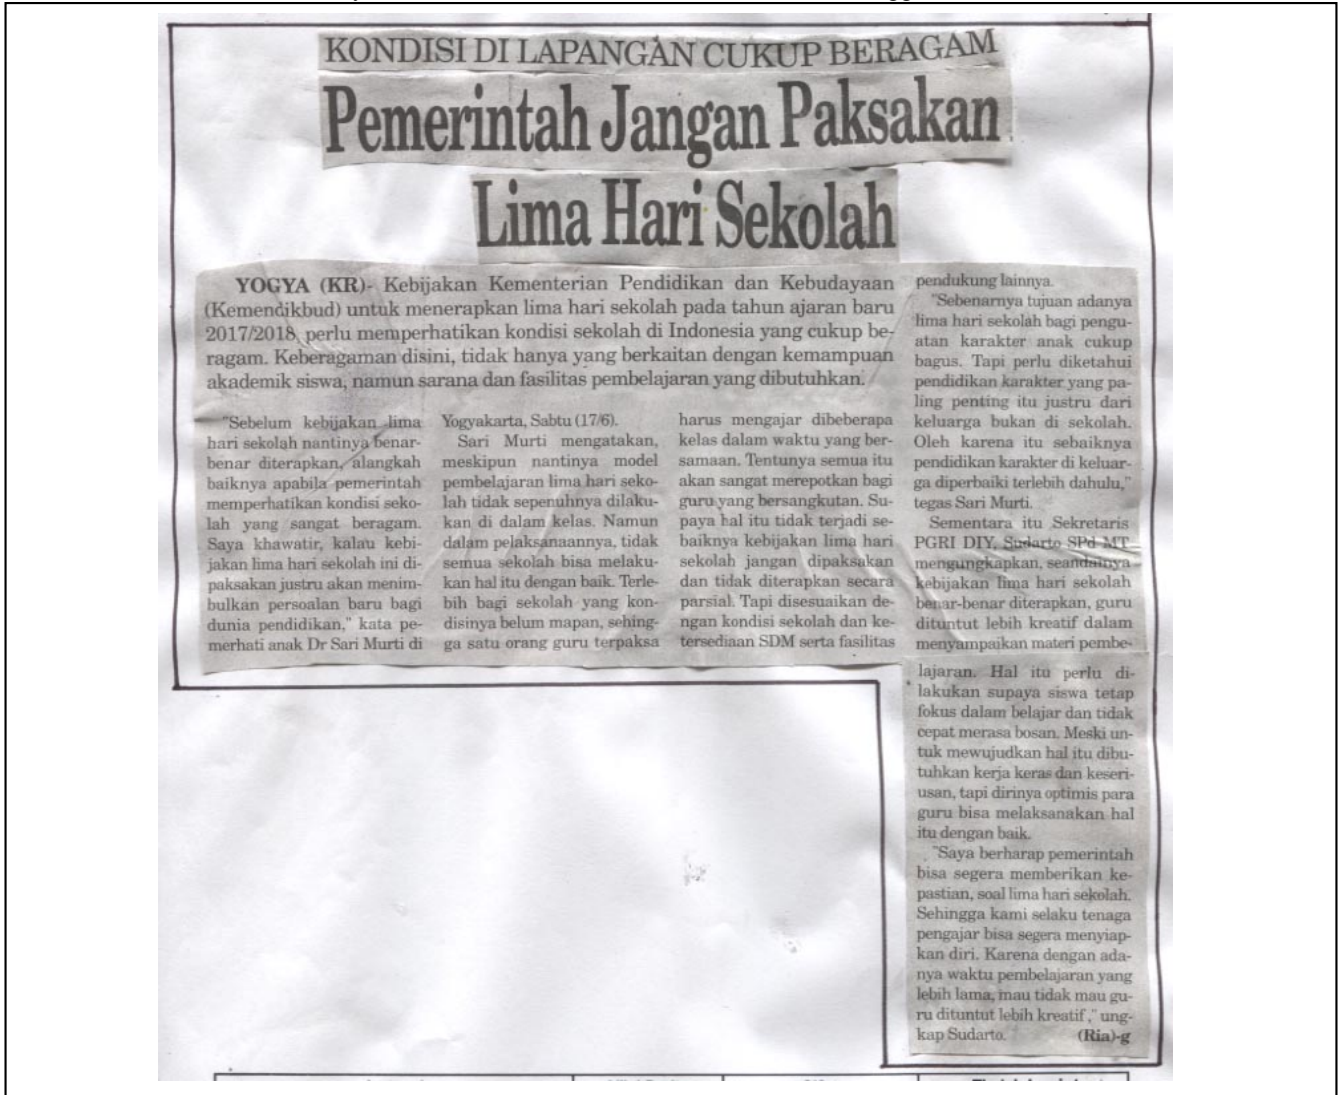 KONDISI DI LAPANGAN CUKUP BERAGAM
Pemerintah Jangan Paksakan
Lima Hari Sekolah
YOGYA (KR)- Kebijakan Kementerian Pendidikan dan Kebudayaan
(Kemendikbud) untuk menerapkan lima hari sekolah pada tahun ajaran baru
2017/2018, perlu memperhatikan kondisi sekolah di Indonesia yang cukup be-
ragam. Keberagaman disini, tidak hanya yang berkaitan dengan kemampuan
akademik siswa, namun sarana dan fasilitas pembelajaran yang dibutuhkan.
"Sebelum kebijakan lima
hari sekolah nantinya benar-
benar diterapkan, alangkah
baiknya apabila pemerintah
memperhatikan kondisi seko-
lah yang sangat beragam.
Saya khawatir, kalau kebi-
jakan lima hari sekolah ini di-
paksakan justru akan menim-
bulkan persoalan baru bagi
dunia pendidikan," kata pe-
merhati anak Dr Sari Murti di
Yogyakarta, Sabtu (17/6).
Sari Murti mengatakan,
meskipun nantinya model
pembelajaran lima hari seko-
lah tidak sepenuhnya dilaku-
kan di dalam kelas. Namun
dalam pelaksanaannya, tidak
semua sekolah bisa melaku-
kan hal itu dengan baik. Terle-
bih bagi sekolah yang kon-
disinya belum mapan, sehing-
ga satu orang guru terpaksa
harus mengajar dibeberapa
kelas dalam waktu yang ber-
samaan. Tentunya semua itu
akan sangat merepotkan bagi
guru yang bersangkutan. Su-
paya hal itu tidak terjadi se-
baiknya kebijakan lima hari
sekolah jangan dipaksakan
dan tidak diterapkan secara
parsial. Tapi disesuaikan de-
ngan kondisi sekolah dan ke-
tersediaan SDM serta fasilitas
pendukung lainnya.
"Sebenarnya tujuan adanya
lima hari sekolah bagi pengu-
atan karakter anak cukup
bagus. Tapi perlu diketahui
pendidikan karakter yang pa-
ling penting itu justru dari
keluarga bukan di sekolah.
Oleh karena itu sebaiknya
pendidikan karakter di keluar-
ga diperbaiki terlebih dahulu,"
tegas Sari Murti.
Sementara itu Sekretaris
PGRI DIY, Sudarto SPd MT
mengungkapkan, seandainya
kebijakan lima hari sekolah
benar-benar diterapkan, guru
dituntut lebih kreatif dalam
menyampaikan materi pembe-
lajaran. Hal itu perlu di-
lakukan supaya siswa tetap
fokus dalam belajar dan tidak
cepat merasa bosan. Meski un-
tuk mewujudkan hal itu dibu-
tuhkan kerja keras dan keseri-
usan, tapi dirinya optimis para
guru bisa melaksanakan hal
itu dengan baik.
"Saya berharap pemerintah
bisa segera memberikan ke-
pastian, soal lima hari sekolah.
Sehingga kami selaku tenaga
pengajar bisa segera menyiap-
kan diri. Karena dengan ada-
nya waktu pembelajaran yang
lebih lama, mau tidak mau gu-
ru dituntut lebih kreatif," ung-
kap Sudarto. (Ria)-g